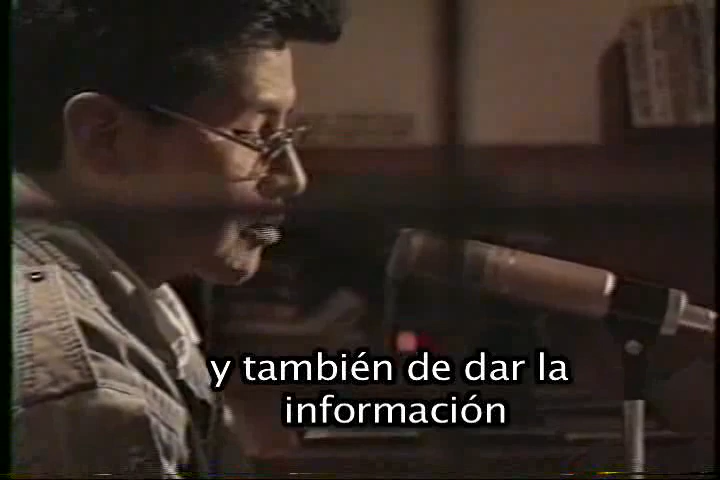 y también de dar la
información